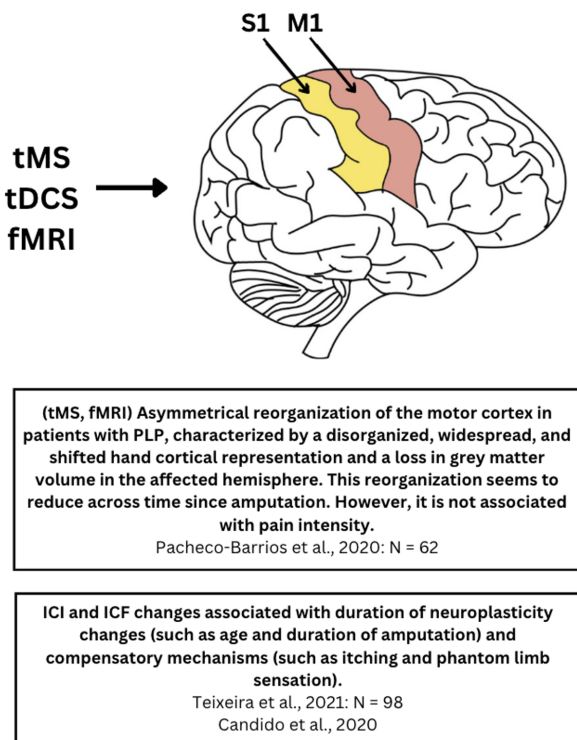 S1 M1
tMS
tDCS
fMRI
(tMS, fMRI) Asymmetrical reorganization of the motor cortex in
patients with PLP, characterized by a disorganized, widespread, and
shifted hand cortical representation and a loss in grey matter
volume in the affected hemisphere. This reorganization seems to
reduce across time since amputation. However, it is not associated
with pain intensity.
Pacheco-Barrios et al., 2020: N = 62
ICI and ICF changes associated with duration of neuroplasticity
changes (such as age and duration of amputation) and
compensatory mechanisms (such as itching and phantom limb
sensation).
Teixeira et al., 2021: N = 98
Candido et al., 2020